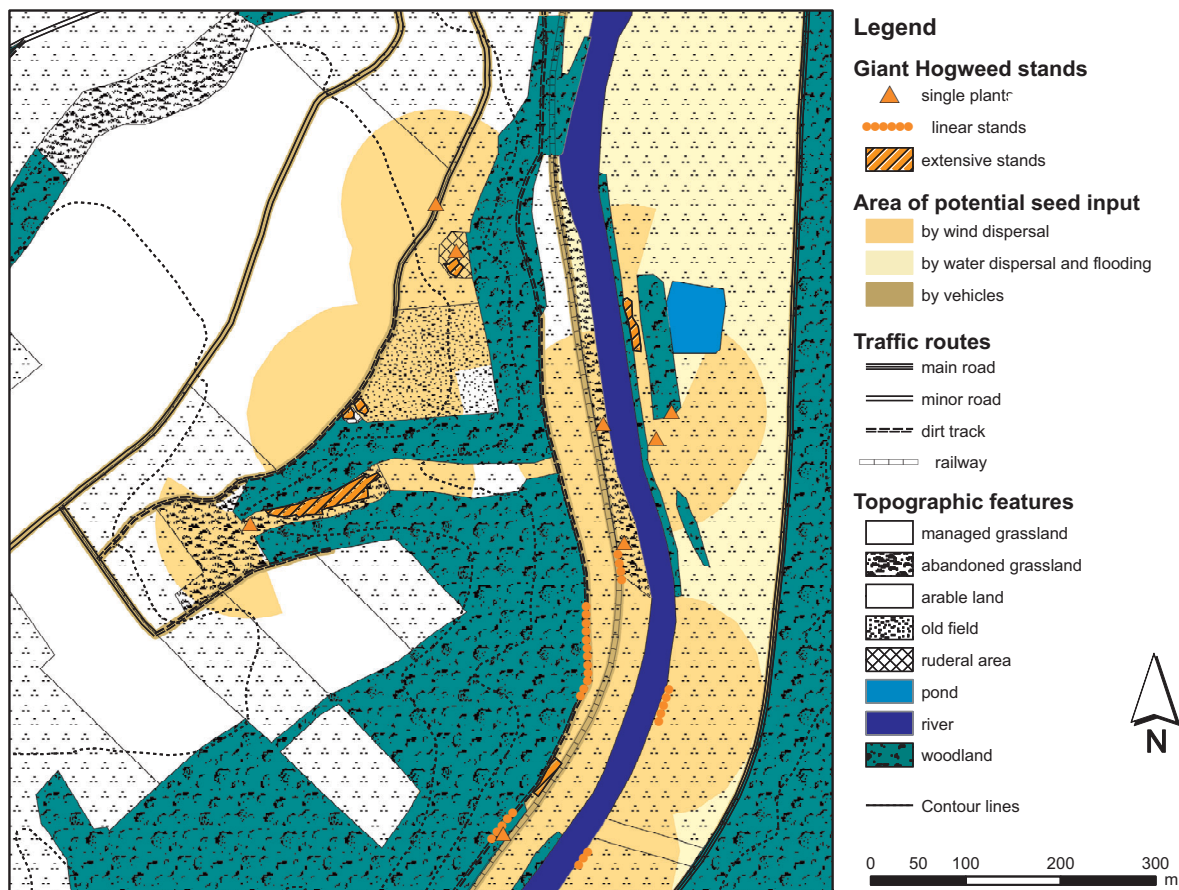 Legend
Giant Hogweed stands
single plants
linear stands
extensive stands
Area of potential seed input
by wind dispersal
by water dispersal and flooding
by vehicles
Traffic routes
main road
minor road
dirt track
railway
Topographic features
managed grassland
abandoned grassland
arable land
old field
ruderal area
pond
river
woodland
Contour lines
N
0 50 100 200 300
m